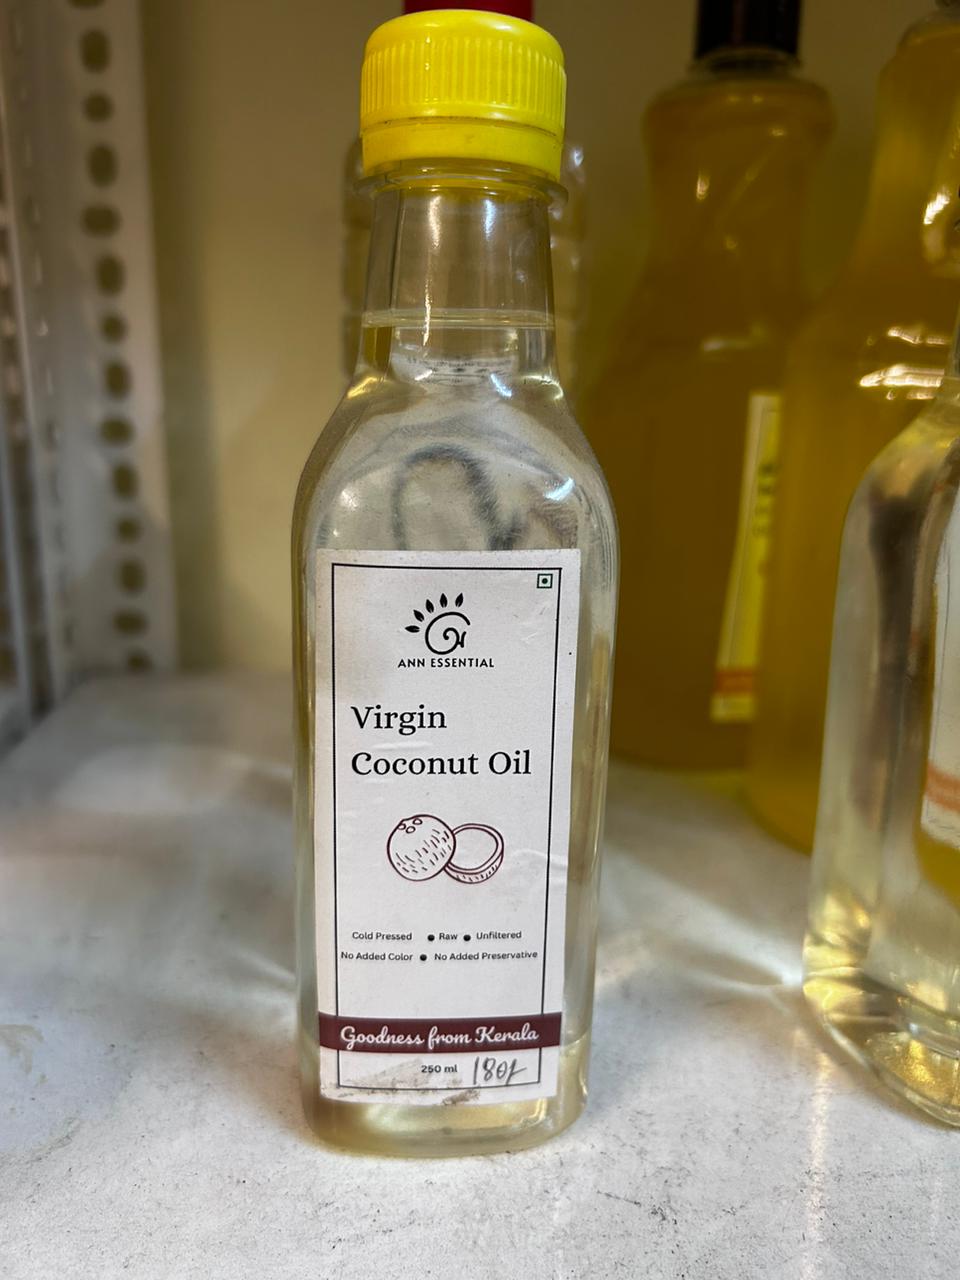 ANN ESSENTIAL
Virgin
Coconut Oil
Cold Pressed ● Raw ● Unfiltered
No Added Color ● No Added Preservative
Goodness from Kerala
250 ml 180/